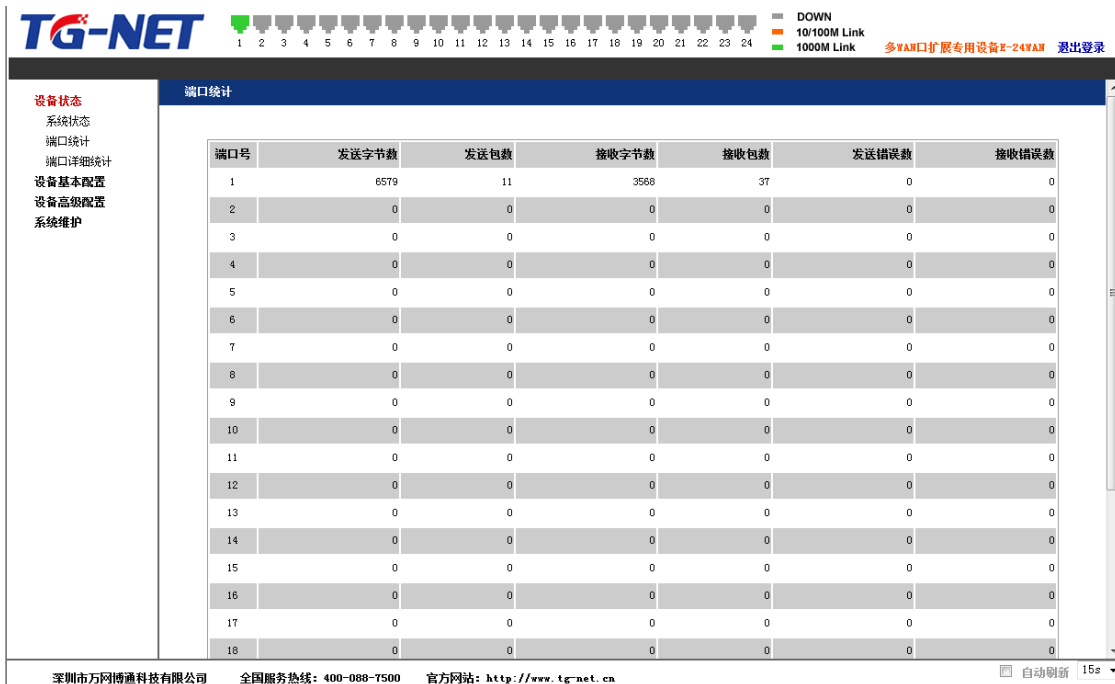 TG-NET
1 2 3 4 5 6 7 8 9 10 11 12 13 14 15 16 17 18 19 20 21 22 23 24
DOWN
10/100M Link
1000M Link
多WAN口扩展专用设备E-24WAN 退出登录
设备状态
系统状态
端口统计
端口详细统计
设备基本配置
设备高级配置
系统维护
端口统计
端口号 发送字节数 发送包数 接收字节数 接收包数 发送错误数 接收错误数
1 6579 11 3568 37 0 0
2 0 0 0 0 0 0
3 0 0 0 0 0 0
4 0 0 0 0 0 0
5 0 0 0 0 0 0
6 0 0 0 0 0 0
7 0 0 0 0 0 0
8 0 0 0 0 0 0
9 0 0 0 0 0 0
10 0 0 0 0 0 0
11 0 0 0 0 0 0
12 0 0 0 0 0 0
13 0 0 0 0 0 0
14 0 0 0 0 0 0
15 0 0 0 0 0 0
16 0 0 0 0 0 0
17 0 0 0 0 0 0
18 0 0 0 0 0 0
深圳市万网博通科技有限公司 全国服务热线：400-088-7500 官方网站：http://www.tg-net.cn
自动刷新 15s